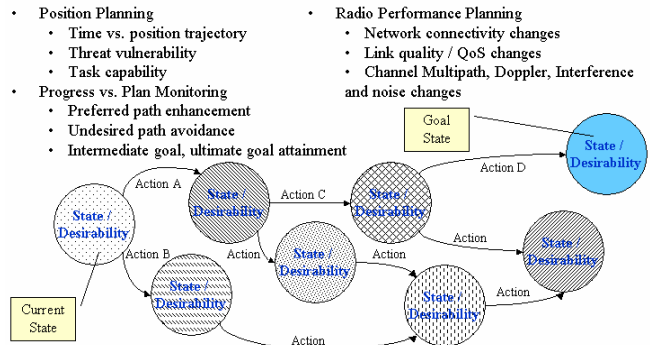 • Position Planning
• Time vs. position trajectory
• Threat vulnerability
• Task capability
• Progress vs. Plan Monitoring
• Preferred path enhancement
• Undesired path avoidance
• Intermediate goal, ultimate goal attainment
• Radio Performance Planning
• Network connectivity changes
• Link quality / QoS changes
• Channel Multipath, Doppler, Interference
and noise changes
Goal
State
State /
Desirability
Action A
Action C
Action D
State /
Desirability
State /
Desirability
State /
Desirability
Action B
Action
Action
Action
State /
Desirability
State /
Desirability
State /
Desirability
State /
Desirability
Action
Current
State
Action